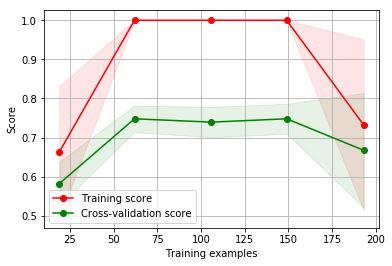 1.0
0.9
0.8
0.7
0.6
0.5
Score
Training score
Cross-validation score
25 50 75 100 125 150 175 200
Training examples